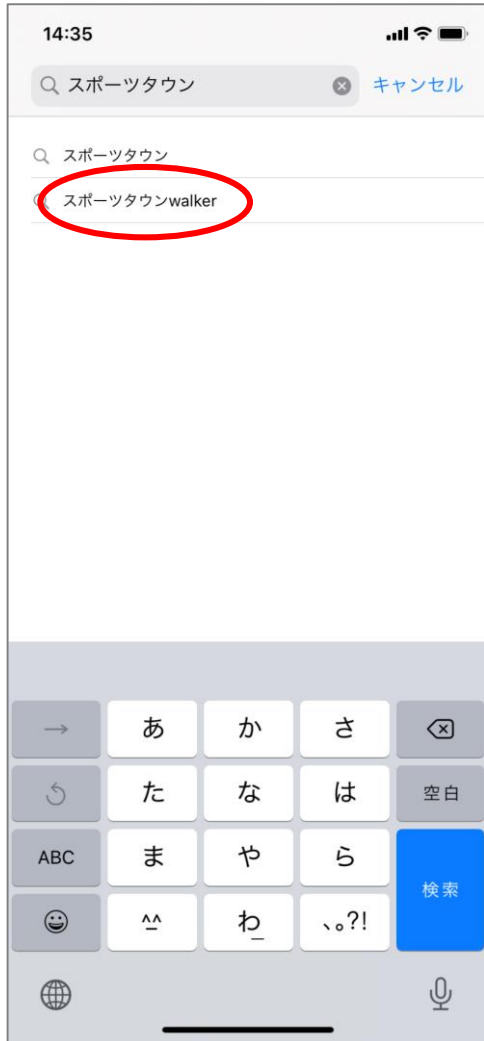 14:35
スポーツタウン キャンセル
スポーツタウン
スポーツタウンwalker
→ あ か さ
た な は 空白
ABC ま や ら 検索
^_^ わ_ 、。?!